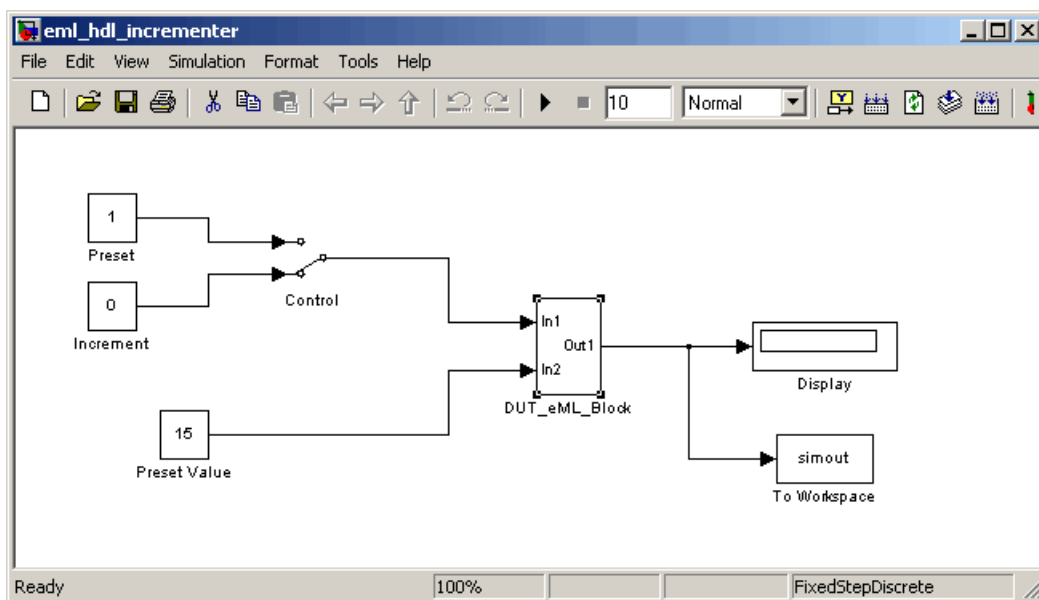 eml_hdl_incrementer
File Edit View Simulation Format Tools Help
10 Normal
1
Preset
0
Increment
Control
In1
Out1
In2
DUT_eML_Block
Display
15
Preset Value
simout
To Workspace
Ready 100% FixedStepDiscrete